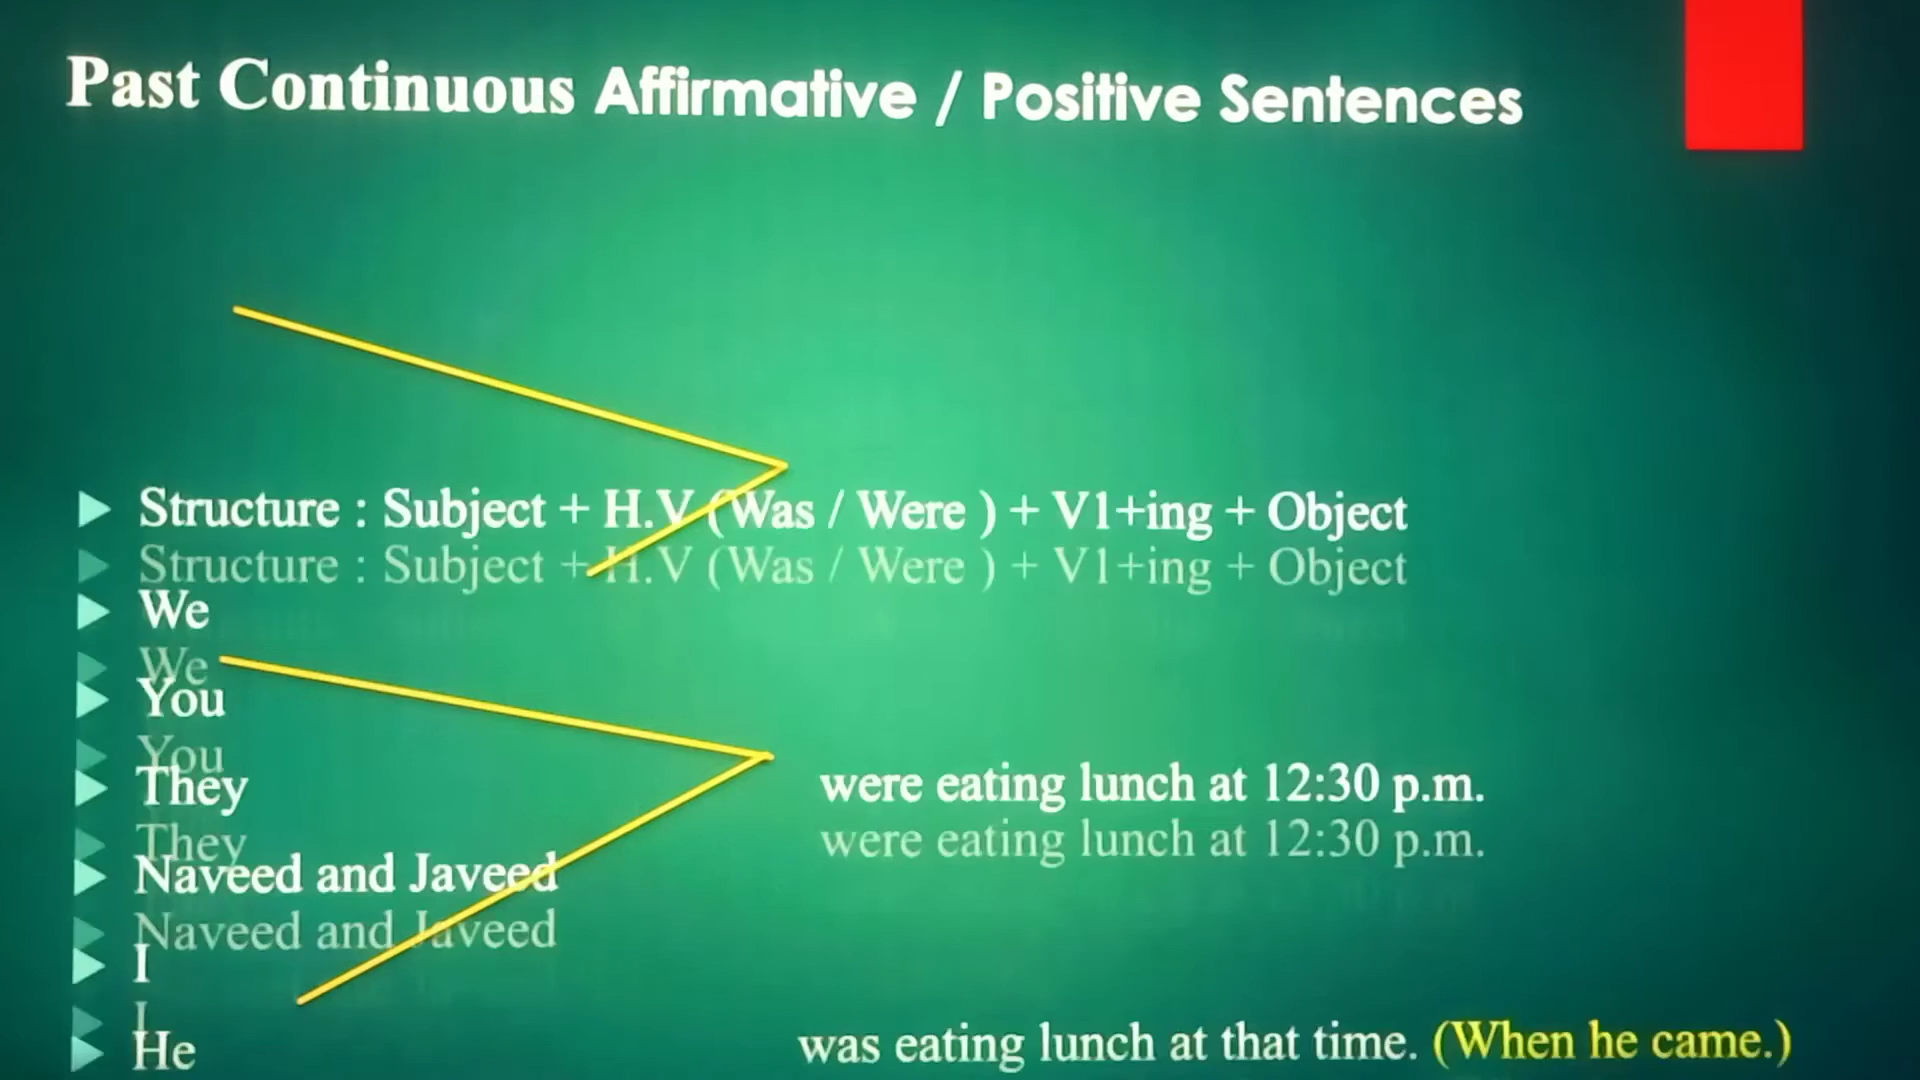 Past Continuous Affirmative / Positive Sentences
Structure : Subject + H.V (Was / Were ) + V1+ing + Object
Structure : Subject + H.V (Was / Were ) + V1+ing + Object
We
We
You
You
They
were eating lunch at 12:30 p.m.
They
were eating lunch at 12:30 p.m.
Naveed and Javeed
Naveed and Javeed
I
I
He
was eating lunch at that time. (When he came.)